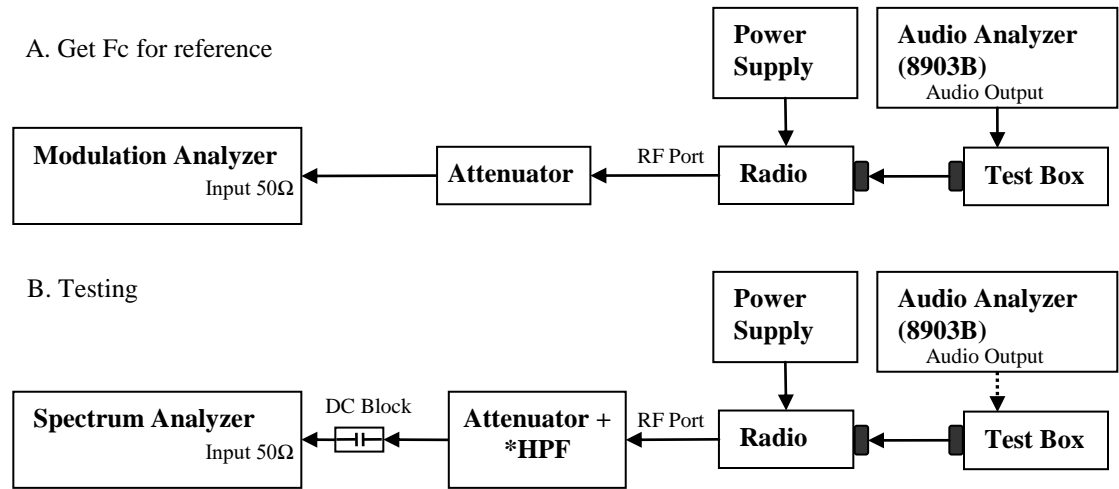 A. Get Fc for reference
Power
Supply
Audio Analyzer
(8903B)
Audio Output
Modulation Analyzer
Input 50Ω
Attenuator
RF Port
Radio
Test Box
B. Testing
Power
Supply
Audio Analyzer
(8903B)
Audio Output
Spectrum Analyzer
Input 50Ω
DC Block
Attenuator +
*HPF
RF Port
Radio
Test Box